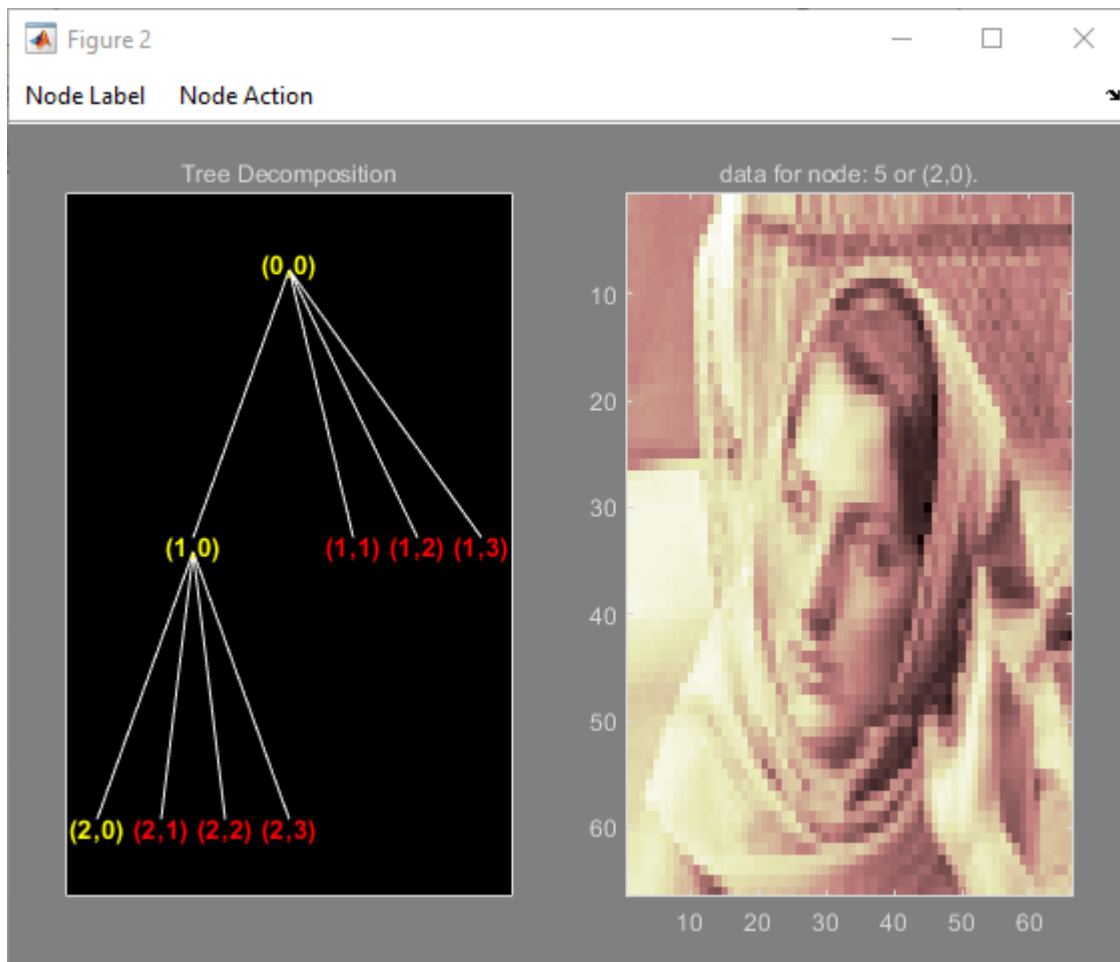 Figure 2
Node Label Node Action
Tree Decomposition
(0,0)
(1,0) (1,1) (1,2) (1,3)
(2,0) (2,1) (2,2) (2,3)
data for node: 5 or (2,0).
10
20
30
40
50
60
10 20 30 40 50 60